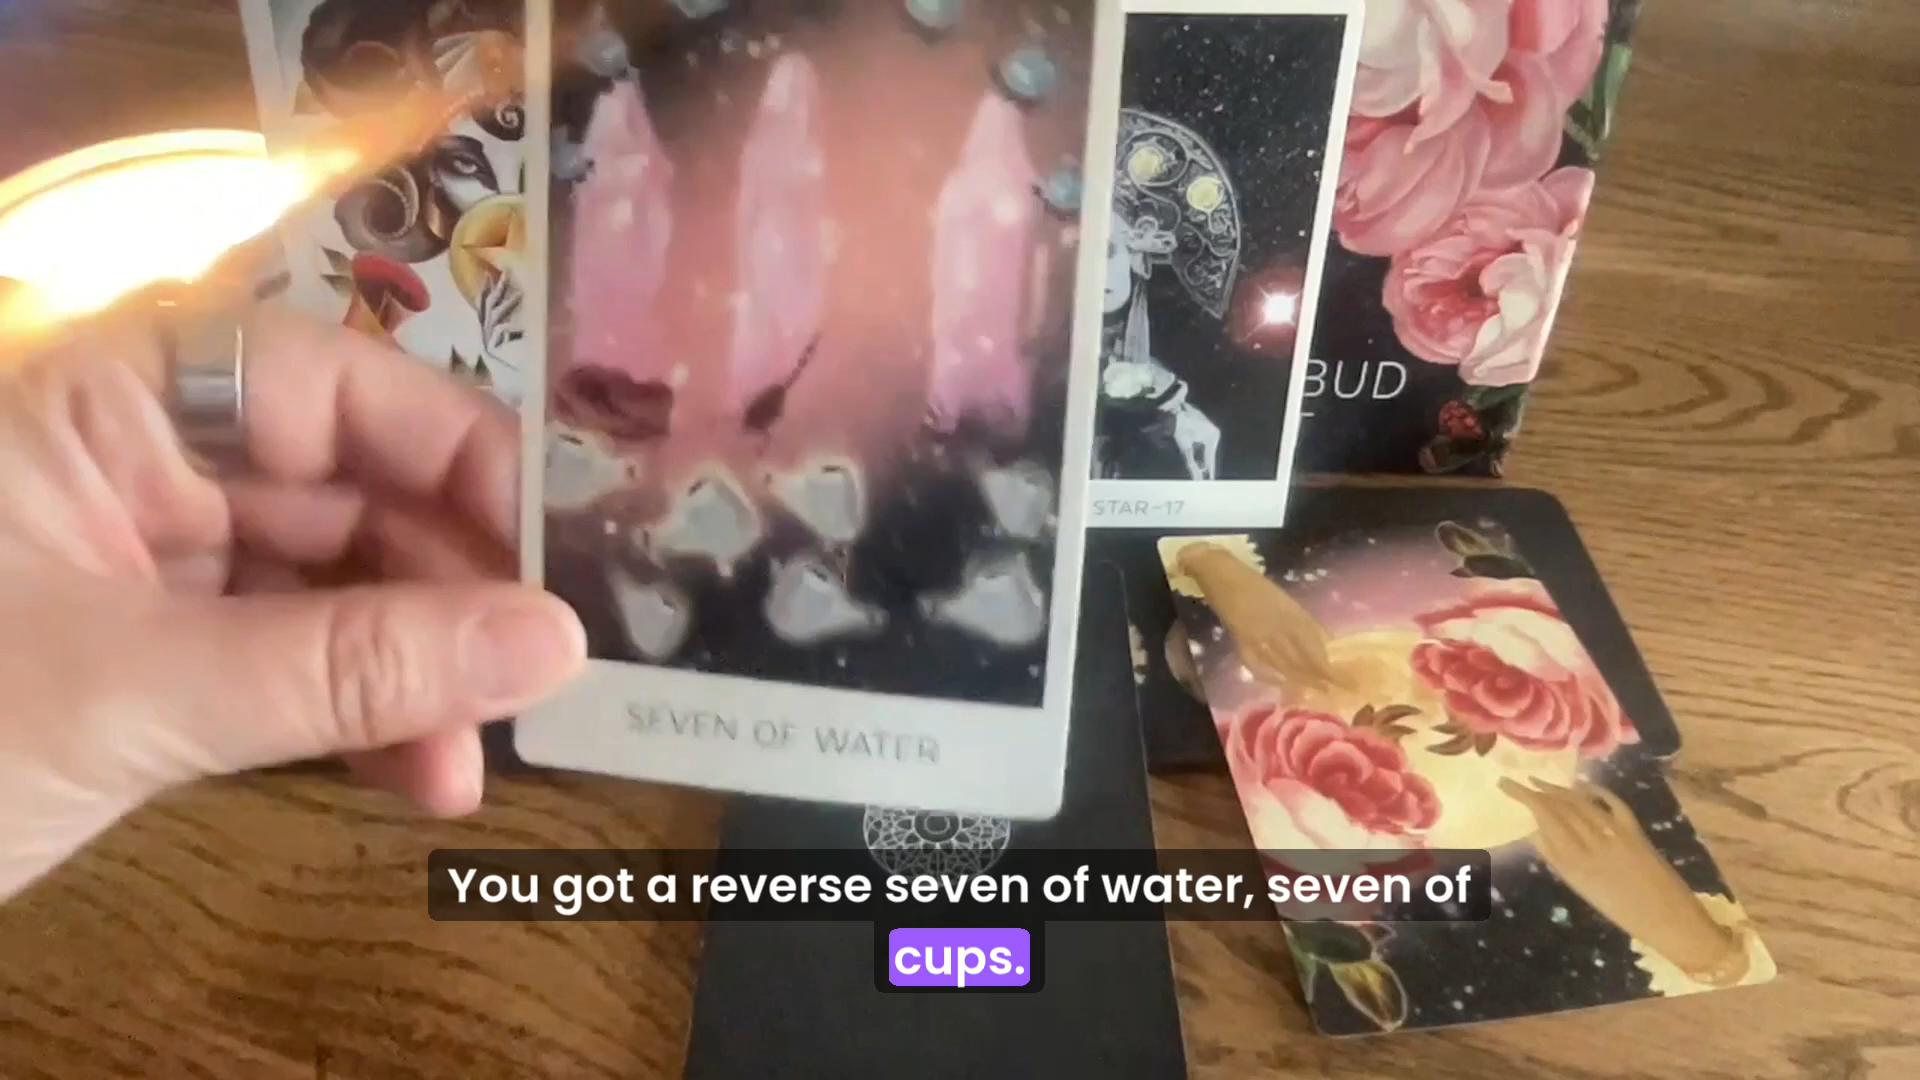 BUD
STAR-17
SEVEN OF WATER
You got a reverse seven of water, seven of
cups.